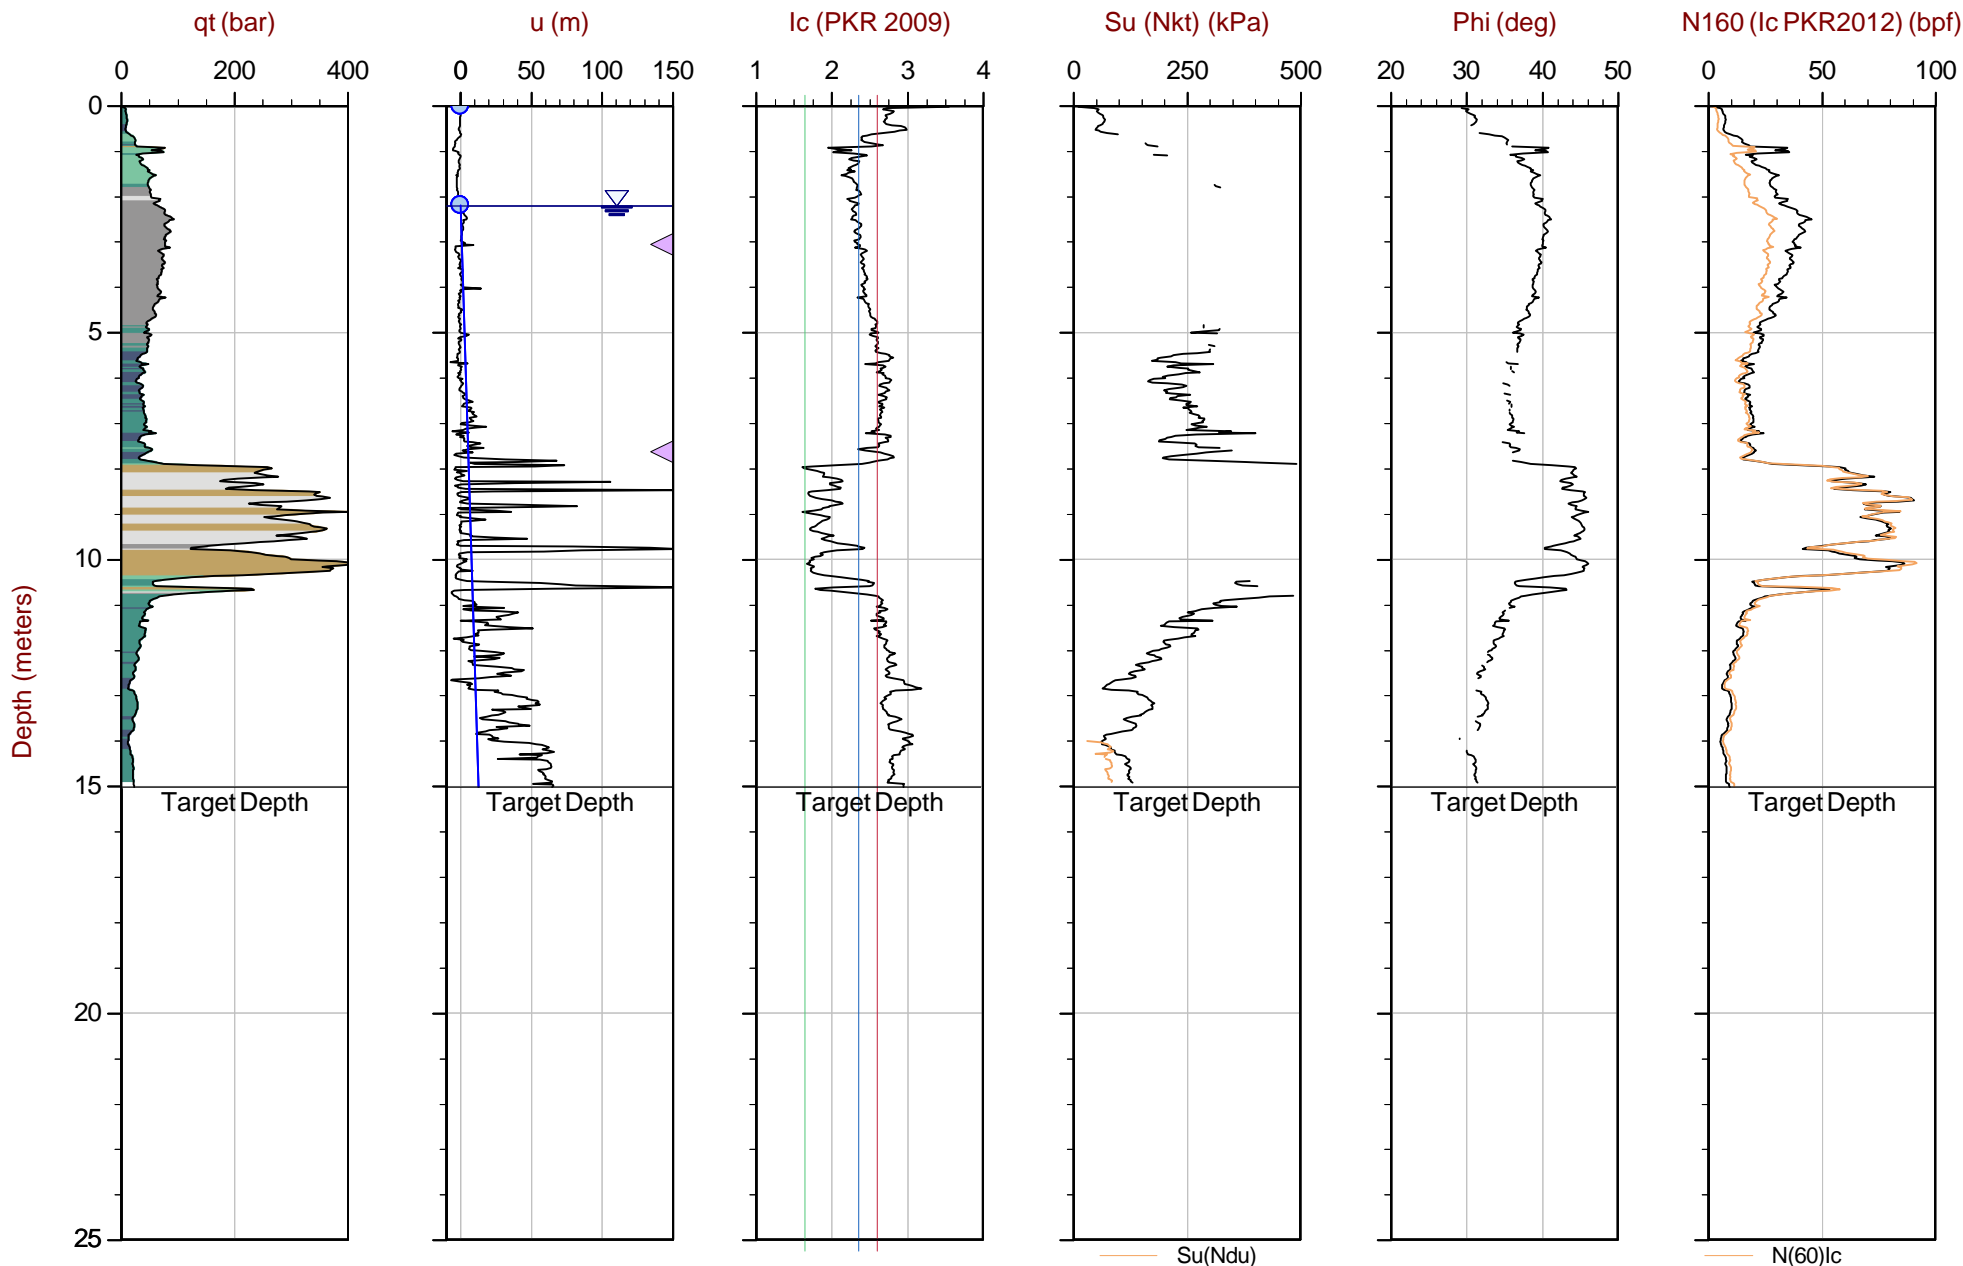 qt (bar) u (m) Ic (PKR 2009) Su (Nkt) (kPa) Phi (deg) N160 (Ic PKR2012) (bpf)
0 200 400 0 50 100 150 1 2 3 4 0 250 500 20 30 40 50 0 50 100
0
5
10
15
20
25
Depth (meters)
Target Depth Target Depth Target Depth Target Depth Target Depth Target Depth
Su(Ndu) N(60)Ic